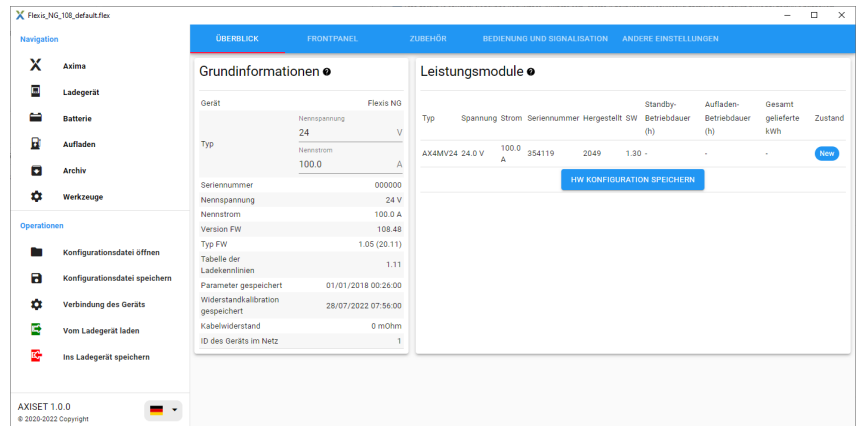 Flexis_NG_108_default.flex
Navigation
Axima
Ladegerät
Batterie
Aufladen
Archiv
Werkzeuge
Operationen
Konfigurationsdatei öffnen
Konfigurationsdatei speichern
Verbindung des Geräts
Vom Ladegerät laden
Ins Ladegerät speichern
AXISET 1.0.0
© 2020-2022 Copyright
ÜBERBLICK FRONTPANEL ZUBEHÖR BEDIENUNG UND SIGNALISATION ANDERE EINSTELLUNGEN
Grundinformationen
Gerät Flexis NG
Typ
Nennspannung
24 V
Nennstrom
100.0 A
Seriennummer 000000
Nennspannung 24 V
Nennstrom 100.0 A
Version FW 108.48
Typ FW 1.05 (20.11)
Tabelle der
Ladekennlinien 1.11
Parameter gespeichert 01/01/2018 00:26:00
Widerstandkalibration
gespeichert 28/07/2022 07:56:00
Kabelwiderstand 0 mOhm
ID des Geräts im Netz 1
Leistungsmodule
Typ Spannung Strom Seriennummer Hergestellt SW Standby-Betriebdauer (h) Aufladen-Betriebdauer (h) Gesamt gelieferte kWh Zustand
AX4MV24 24.0 V 100.0 A 354119 2049 1.30 - - - New
HW KONFIGURATION SPEICHERN